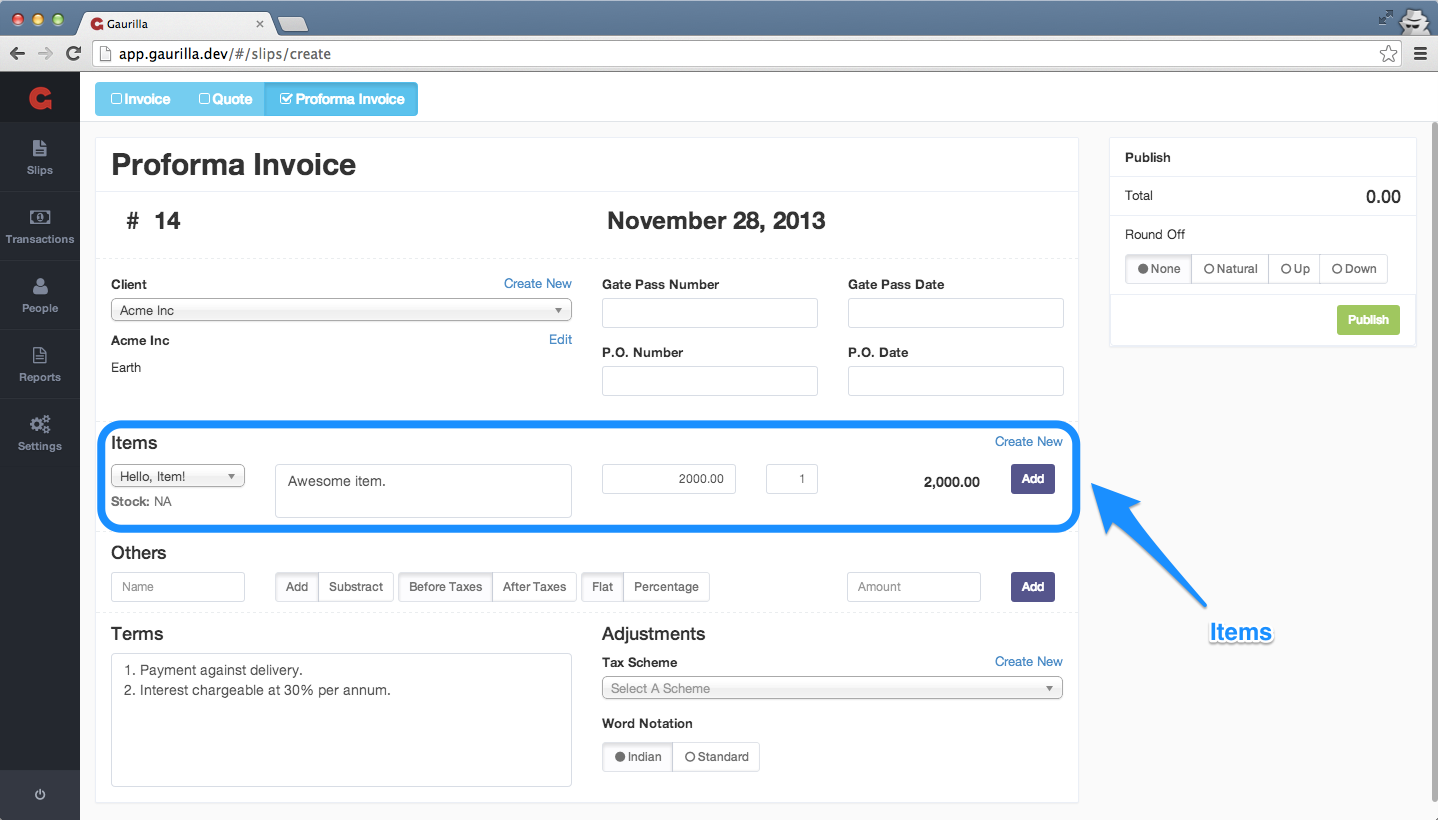 Gaurilla
app.gaurilla.dev/#/slips/create
Invoice Quote Proforma Invoice
Slips
Transactions
People
Reports
Settings
Proforma Invoice
# 14 November 28, 2013
Client Create New
Acme Inc
Acme Inc Edit
Earth
Gate Pass Number Gate Pass Date
P.O. Number P.O. Date
Items Create New
Hello, Item! Awesome item. 2000.00 1 2,000.00 Add
Stock: NA
Others
Name Add Substract Before Taxes After Taxes Flat Percentage Amount Add
Terms
1. Payment against delivery.
2. Interest chargeable at 30% per annum.
Adjustments
Tax Scheme Create New
Select A Scheme
Word Notation
Indian Standard
Publish
Total 0.00
Round Off
None Natural Up Down
Publish
Items